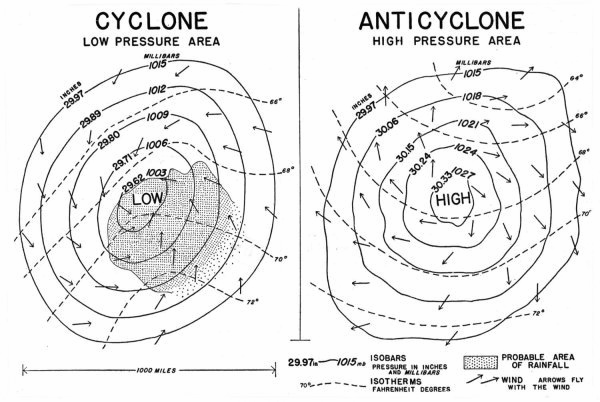 CYCLONE
LOW PRESSURE AREA
ANTICYCLONE
HIGH PRESSURE AREA
INCHES
MILLIBARS
29.97
1015
29.89
1012
29.80
1009
29.71
1006
29.62
1003
LOW
66°
68°
70°
72°
1000 MILES
INCHES
MILLIBARS
29.97
1015
30.06
1018
30.15
1021
30.24
1024
30.33
1027
HIGH
64°
66°
68°
70°
72°
29.97in 1015mb ISOBARS
PRESSURE IN INCHES
AND MILLIBARS
70° ISOTHERMS
FAHRENHEIT DEGREES
PROBABLE AREA
OF RAINFALL
WIND ARROWS FLY
WITH THE WIND